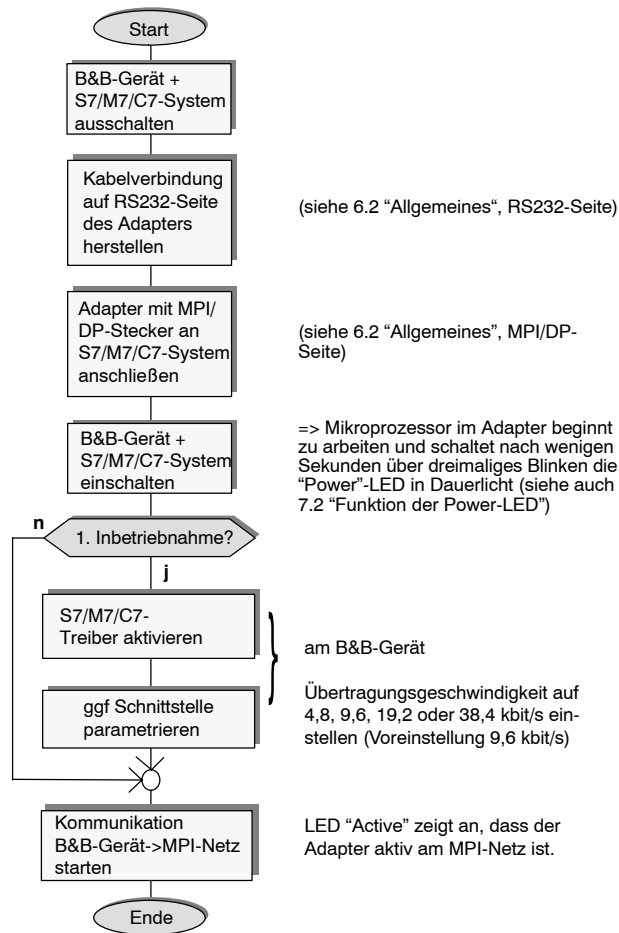 Start
B&B-Gerät +
S7/M7/C7-System
ausschalten
Kabelverbindung
auf RS232-Seite
des Adapters
herstellen
(siehe 6.2 “Allgemeines“, RS232-Seite)
Adapter mit MPI/
DP-Stecker an
S7/M7/C7-System
anschließen
(siehe 6.2 “Allgemeines”, MPI/DP-
Seite)
B&B-Gerät +
S7/M7/C7-System
einschalten
=> Mikroprozessor im Adapter beginnt
zu arbeiten und schaltet nach wenigen
Sekunden über dreimaliges Blinken die
“Power”-LED in Dauerlicht (siehe auch
7.2 “Funktion der Power-LED”)
n
1. Inbetriebnahme?
j
S7/M7/C7-
Treiber aktivieren
am B&B-Gerät
ggf Schnittstelle
parametrieren
Übertragungsgeschwindigkeit auf
4,8, 9,6, 19,2 oder 38,4 kbit/s ein-
stellen (Voreinstellung 9,6 kbit/s)
Kommunikation
B&B-Gerät->MPI-Netz
starten
LED “Active” zeigt an, dass der
Adapter aktiv am MPI-Netz ist.
Ende